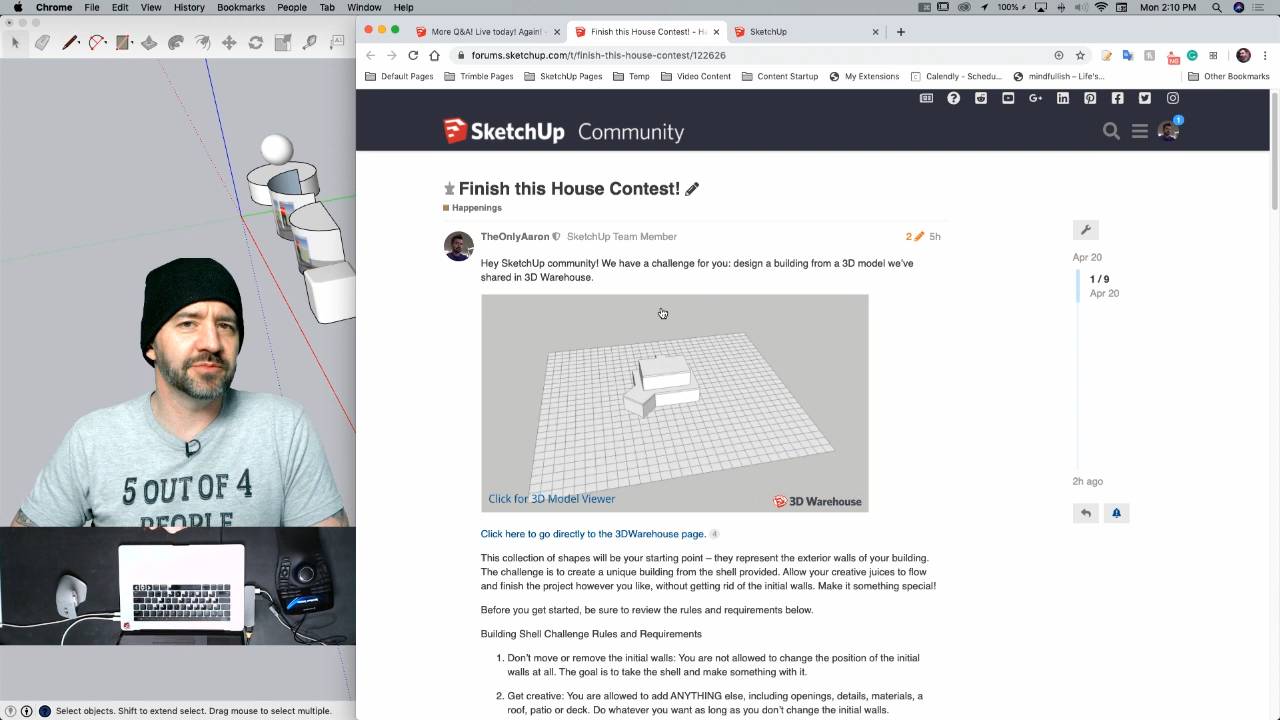 Chrome File Edit View History Bookmarks People Tab Window Help
100% Mon 2:10 PM
More Q&A! Live today! Again! -
Finish this House Contest! - Ha
SketchUp
forums.sketchup.com/t/finish-this-house-contest/122626
NG
Default Pages Trimble Pages SketchUp Pages Temp Video Content Content Startup My Extensions Calendly – Schedu... mindfullish – Life's... Other Bookmarks
SketchUp Community
1
Finish this House Contest!
Happenings
TheOnlyAaron SketchUp Team Member
2 5h
Hey SketchUp community! We have a challenge for you: design a building from a 3D model we've
shared in 3D Warehouse.
Click for 3D Model Viewer
3D Warehouse
Click here to go directly to the 3DWarehouse page. 4
This collection of shapes will be your starting point – they represent the exterior walls of your building.
The challenge is to create a unique building from the shell provided. Allow your creative juices to flow
and finish the project however you like, without getting rid of the initial walls. Make it something special!
Before you get started, be sure to review the rules and requirements below.
Building Shell Challenge Rules and Requirements
1. Don't move or remove the initial walls: You are not allowed to change the position of the initial
walls at all. The goal is to take the shell and make something with it.
2. Get creative: You are allowed to add ANYTHING else, including openings, details, materials, a
roof, patio or deck. Do whatever you want as long as you don't change the initial walls.
Apr 20
1 / 9
Apr 20
2h ago
5 OUT OF 4
PEOPLE
Select objects. Shift to extend select. Drag mouse to select multiple.